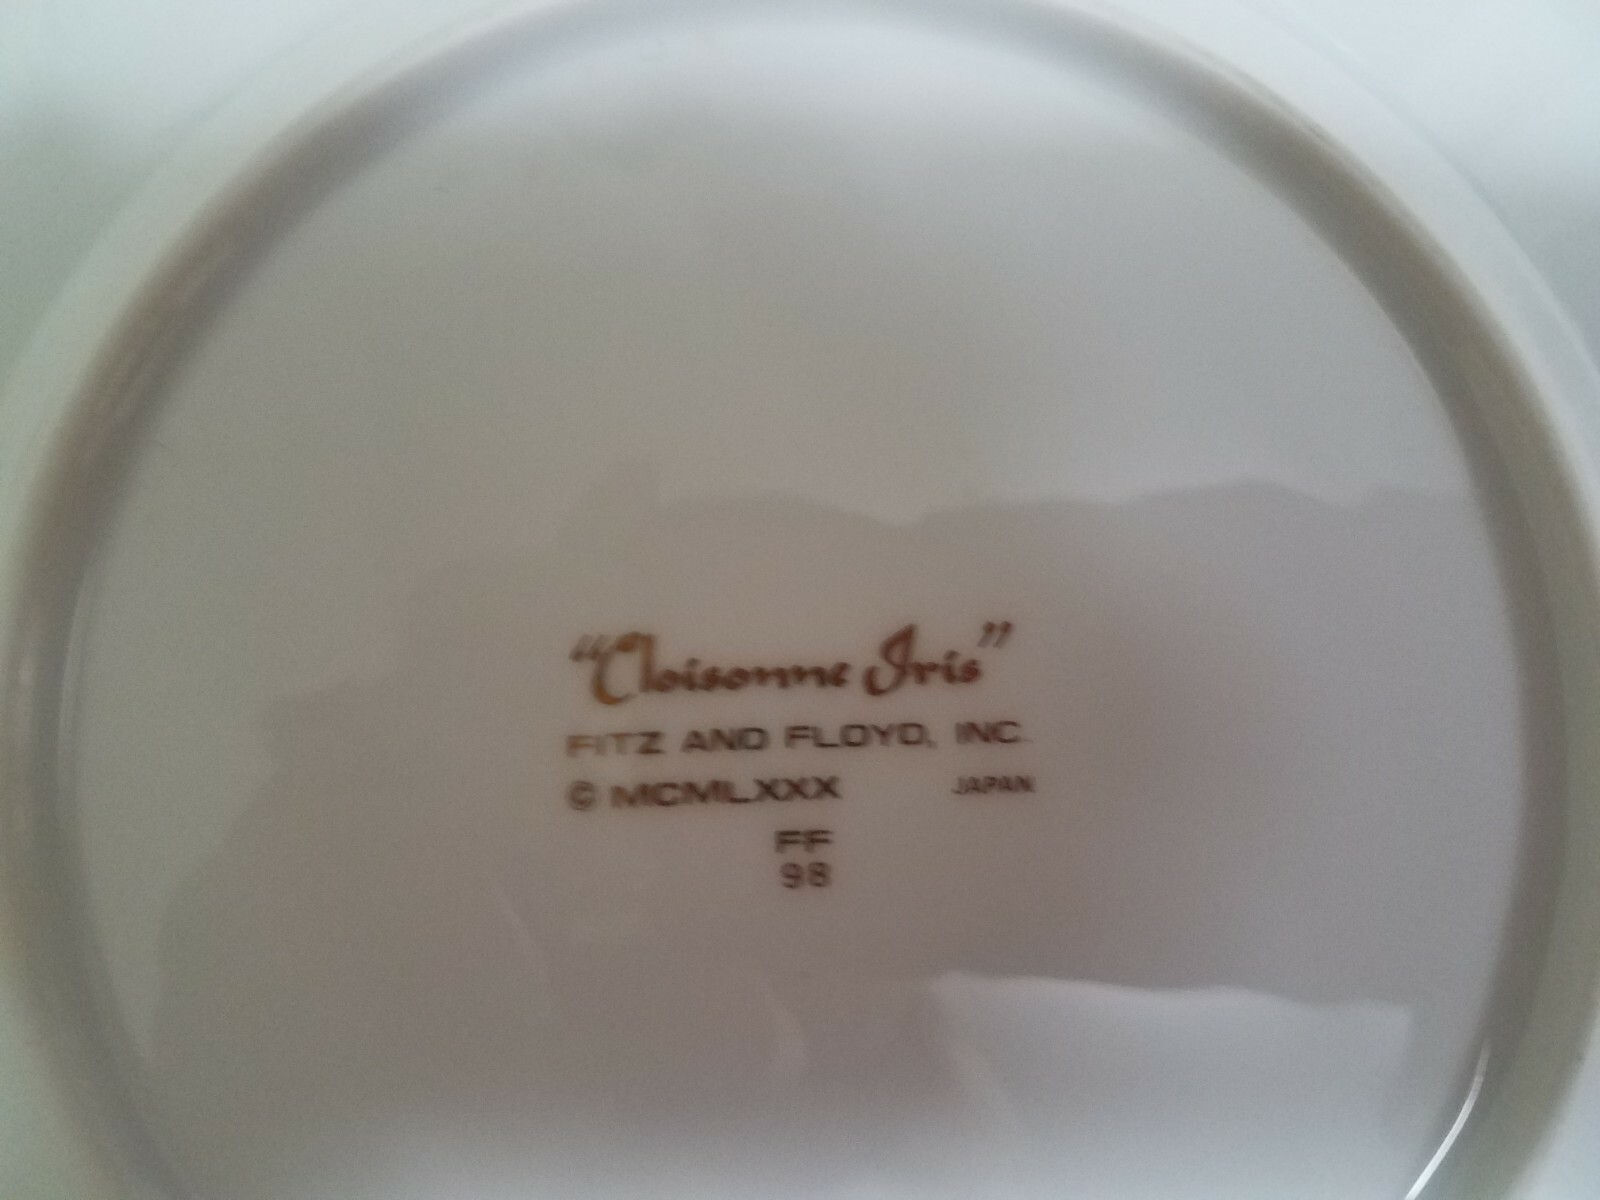 "Cloisonne Iris"
FITZ AND FLOYD, INC.
© MCMLXXX JAPAN
FF
98